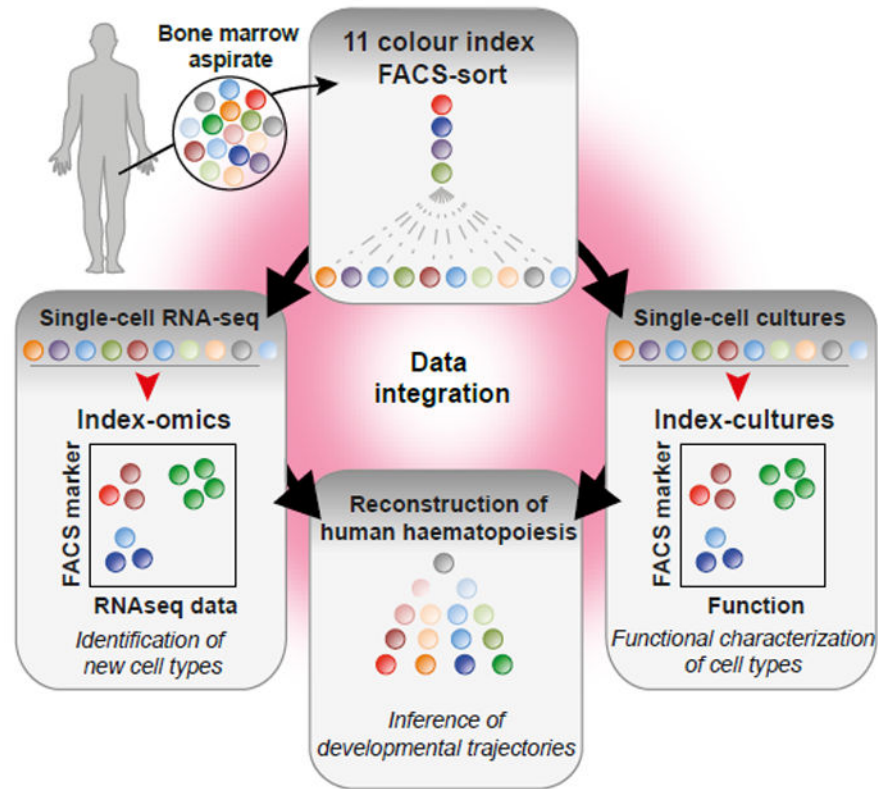 Bone marrow
aspirate
11 colour index
FACS-sort
Single-cell RNA-seq
Index-omics
FACS marker
RNAseq data
Identification of
new cell types
Data
integration
Single-cell cultures
Index-cultures
FACS marker
Function
Functional characterization
of cell types
Reconstruction of
human haematopoiesis
Inference of
developmental trajectories